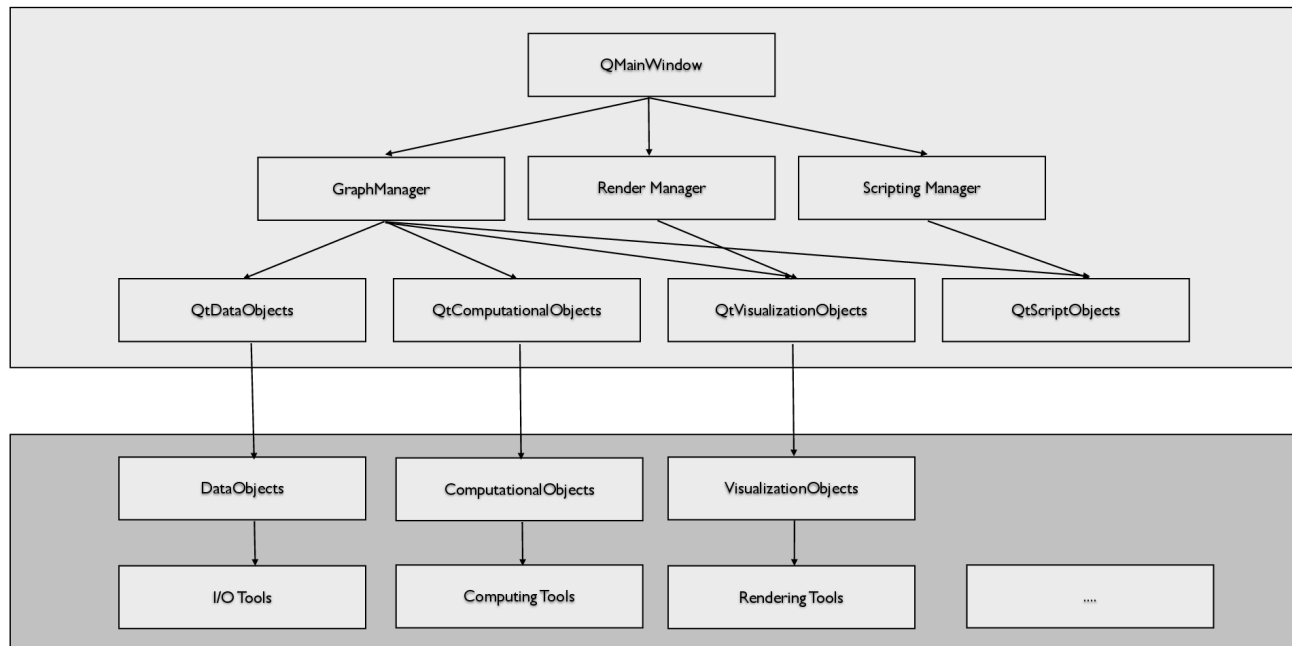 QMainWindow
GraphManager
Render Manager
Scripting Manager
QtDataObjects
QtComputationalObjects
QtVisualizationObjects
QtScriptObjects
DataObjects
ComputationalObjects
VisualizationObjects
I/O Tools
Computing Tools
Rendering Tools
....